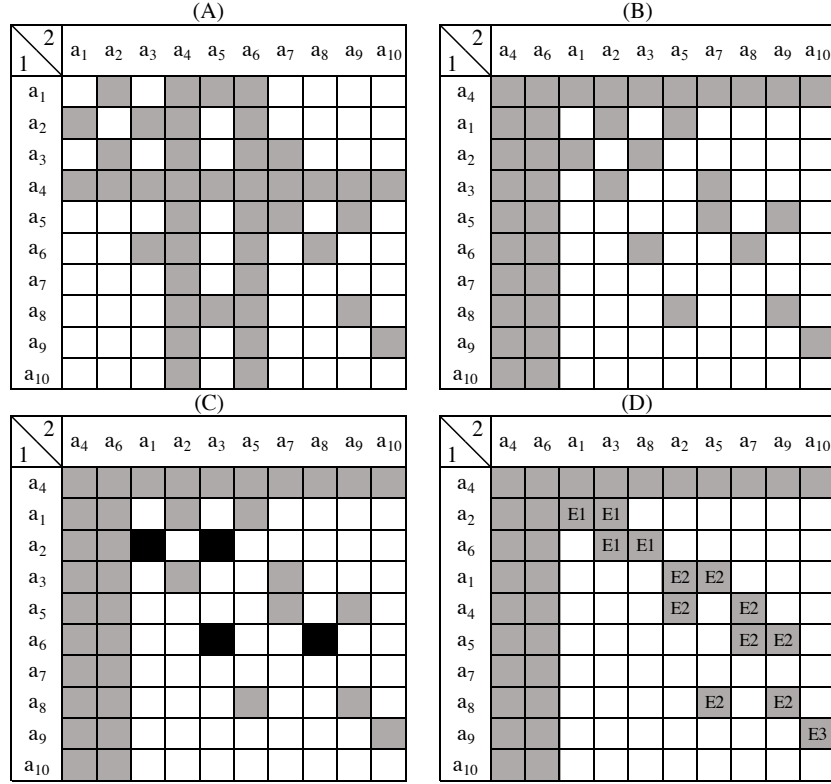 (A)
2
1
a₁ a₂ a₃ a₄ a₅ a₆ a₇ a₈ a₉ a₁₀
a₁
a₂
a₃
a₄
a₅
a₆
a₇
a₈
a₉
a₁₀
(B)
2
1
a₄ a₆ a₁ a₂ a₃ a₅ a₇ a₈ a₉ a₁₀
a₄
a₁
a₂
a₃
a₅
a₆
a₇
a₈
a₉
a₁₀
(C)
2
1
a₄ a₆ a₁ a₂ a₃ a₅ a₇ a₈ a₉ a₁₀
a₄
a₁
a₂
a₃
a₅
a₆
a₇
a₈
a₉
a₁₀
(D)
2
1
a₄ a₆ a₁ a₃ a₈ a₂ a₅ a₇ a₉ a₁₀
a₄
a₂ E1 E1
a₆ E1 E1
a₁ E2 E2
a₄ E2 E2
a₅ E2 E2
a₇
a₈ E2 E2
a₉ E3
a₁₀